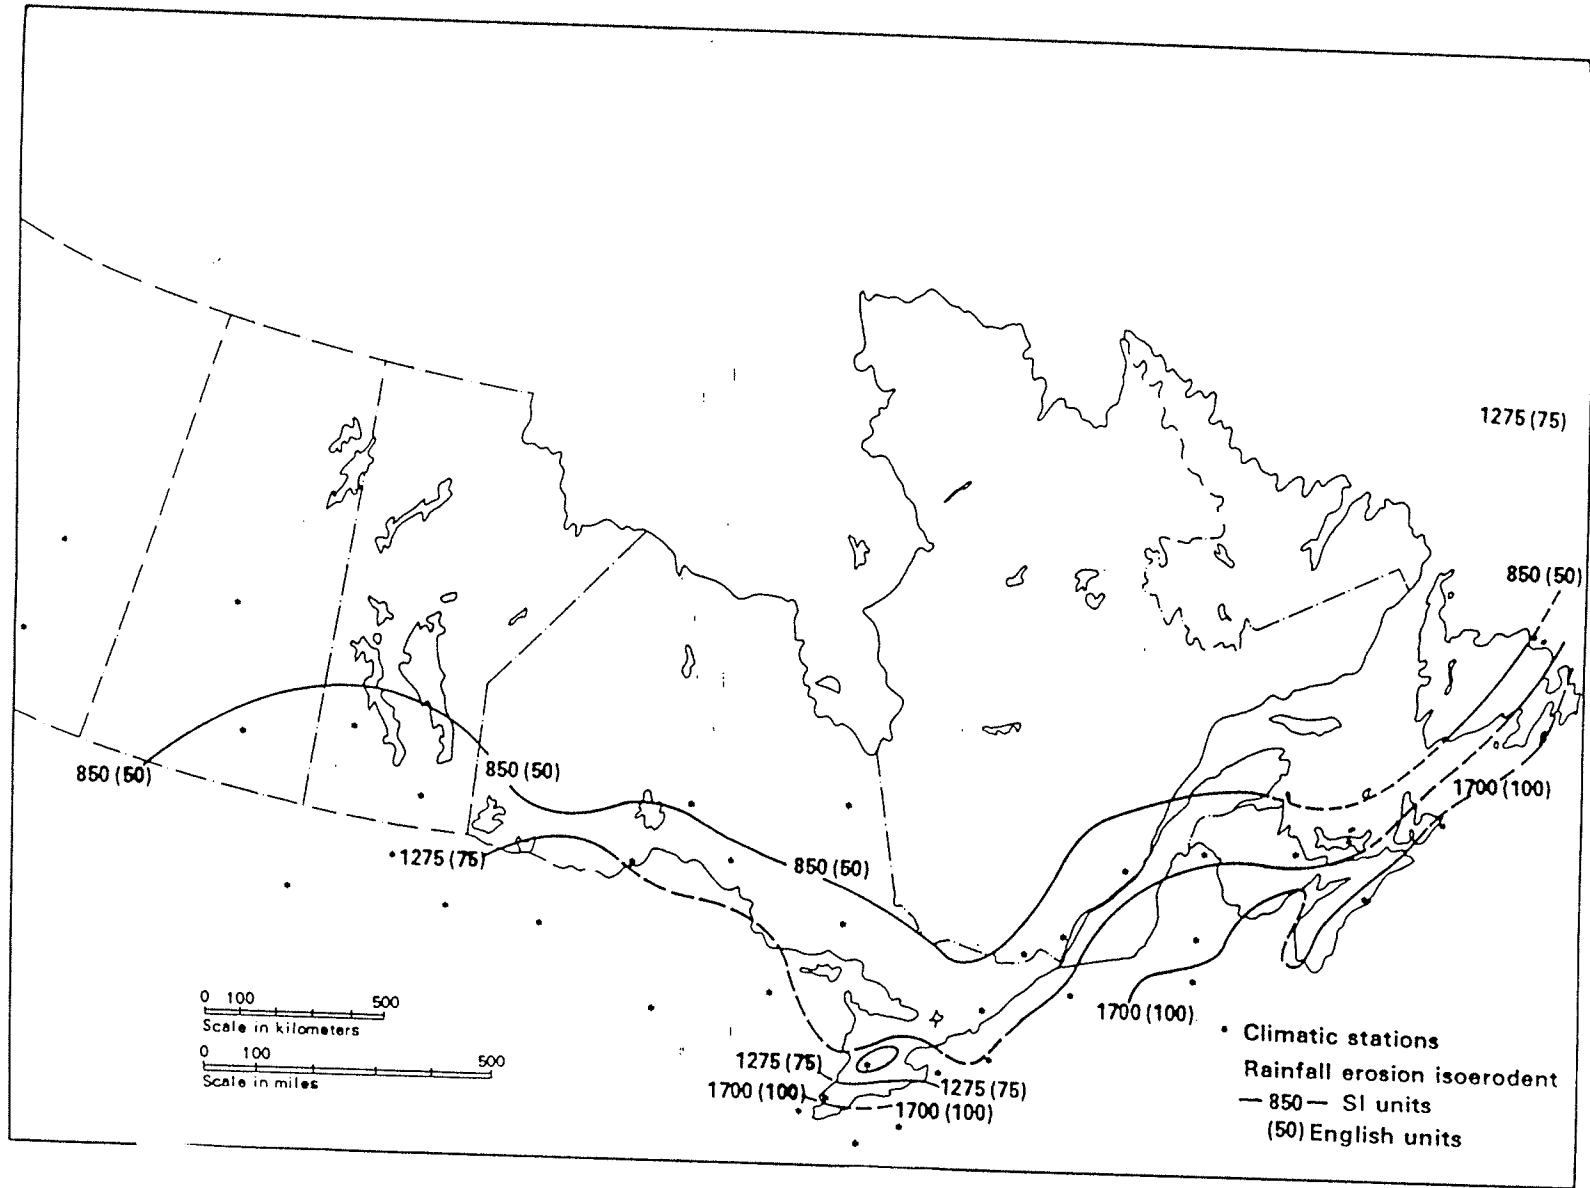 1275 (75)
850 (50)
850 (50)
850 (50)
1700 (100)
1275 (75)
850 (50)
0 100 500
Scale in kilometers
0 100 500
Scale in miles
1700 (100)
1275 (75)
1700 (100)
1275 (75)
1700 (100)
• Climatic stations
Rainfall erosion isoerodent
— 850 — SI units
(50) English units